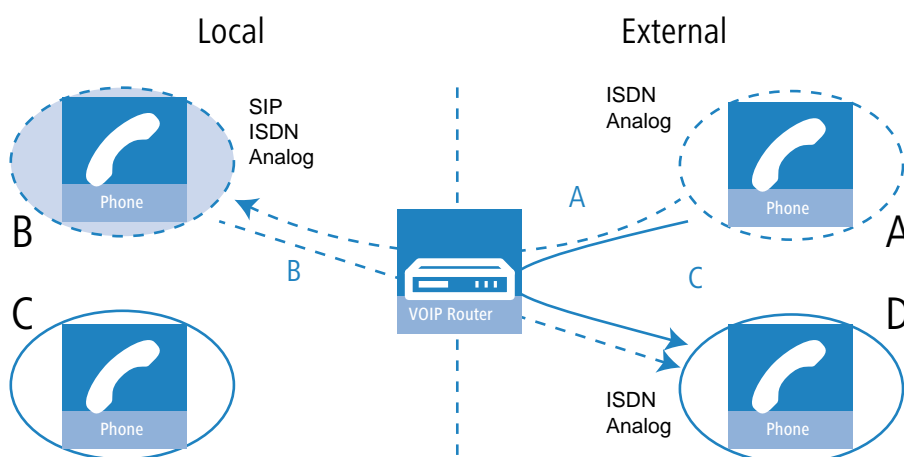 Local
External
SIP
ISDN
Analog
ISDN
Analog
Phone
A
Phone
B
A
B
C
C
VOIP Router
D
Phone
ISDN
Analog
Phone